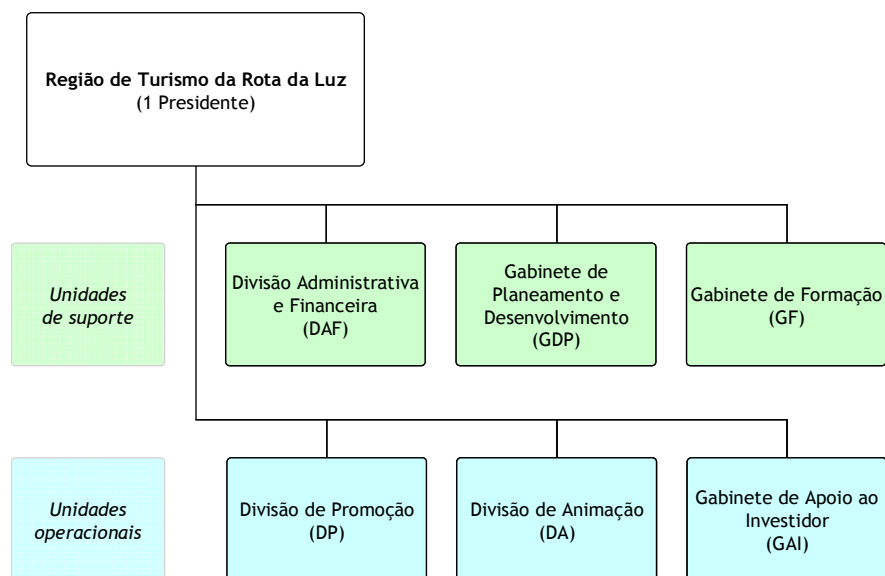 Região de Turismo da Rota da Luz
(1 Presidente)
Unidades
de suporte
Divisão Administrativa
e Financeira
(DAF)
Gabinete de
Planeamento e
Desenvolvimento
(GDP)
Gabinete de Formação
(GF)
Unidades
operacionais
Divisão de Promoção
(DP)
Divisão de Animação
(DA)
Gabinete de Apoio ao
Investidor
(GAI)